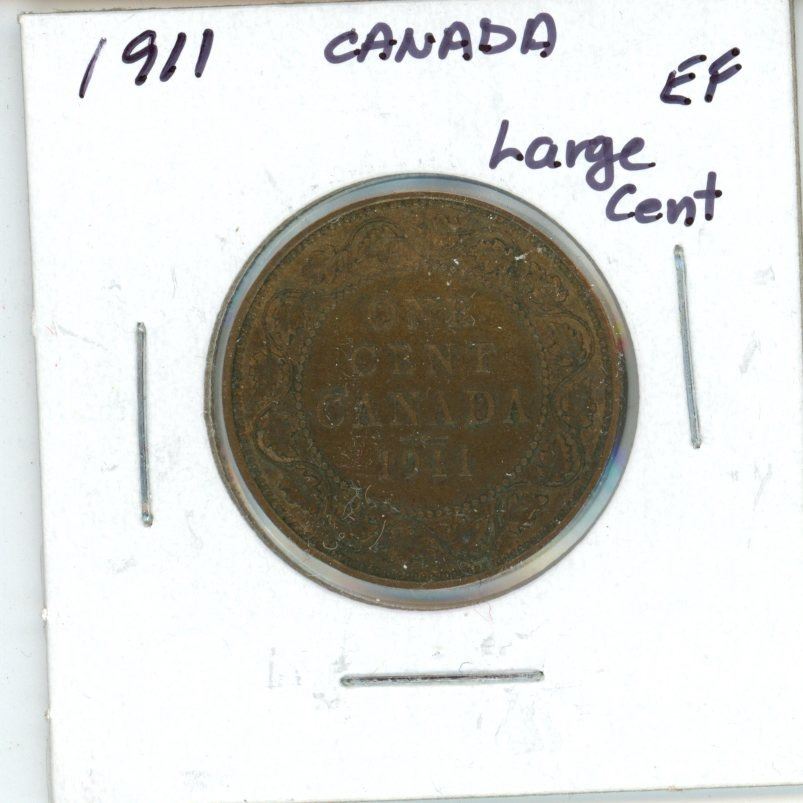 1911 CANADA EF
Large
Cent
ONE
CENT
CANADA
1911